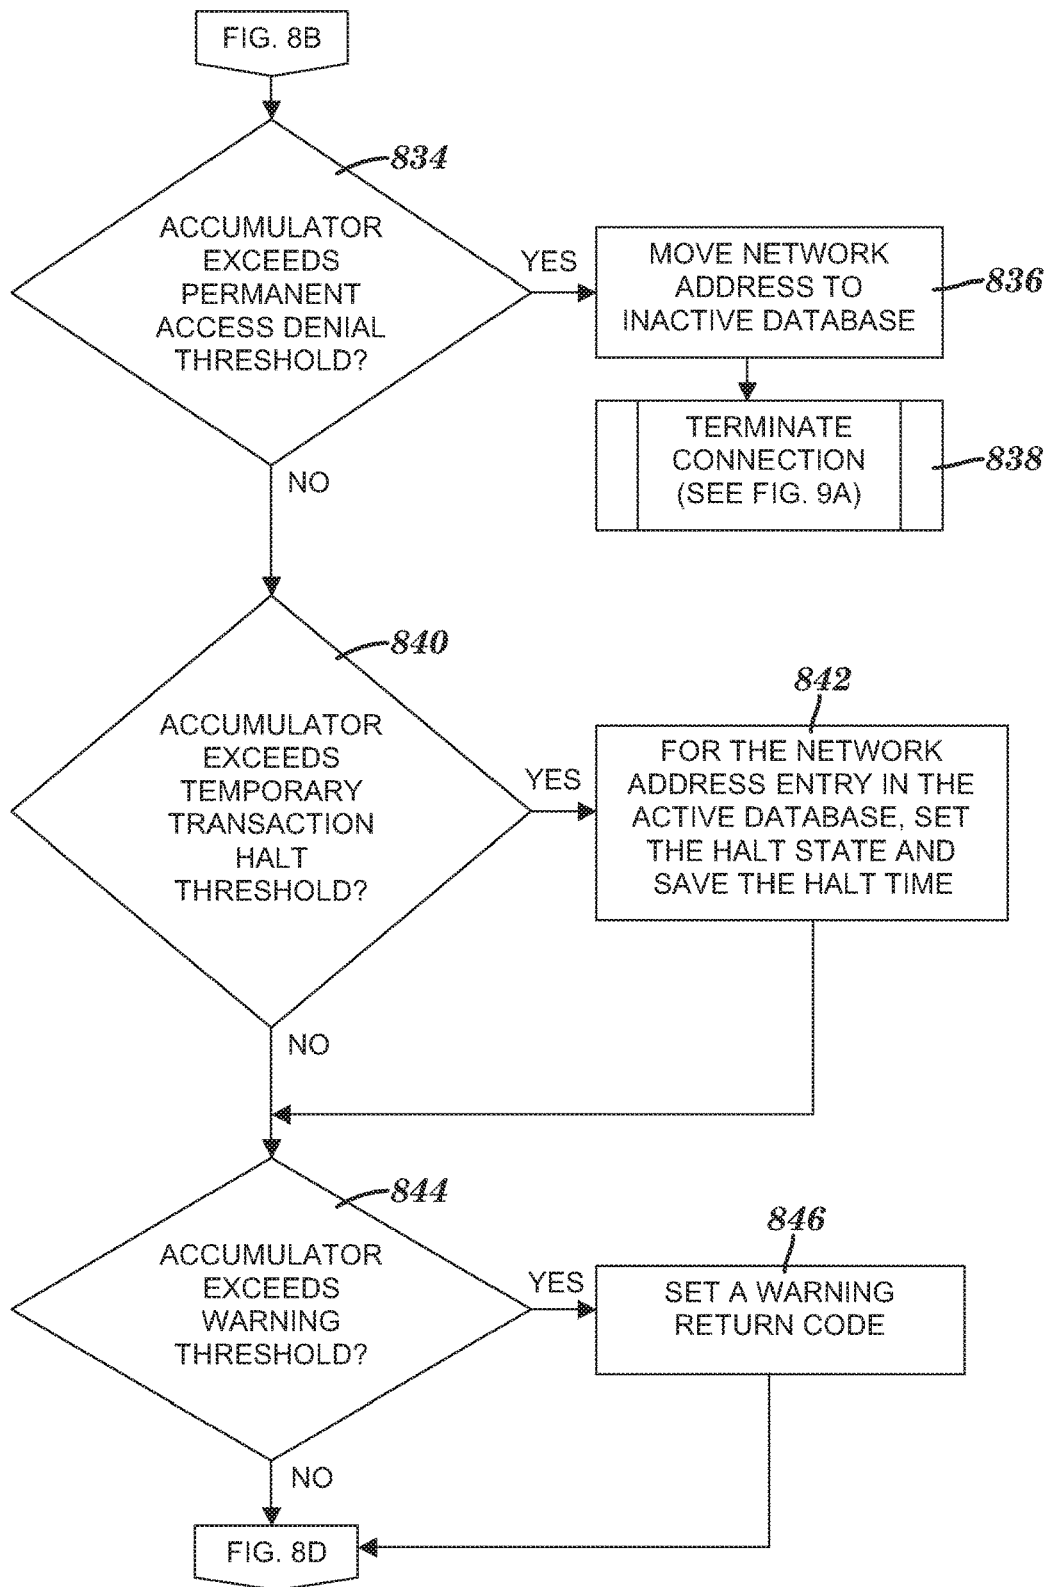 FIG. 8B
834
ACCUMULATOR
EXCEEDS
PERMANENT
ACCESS DENIAL
THRESHOLD?
YES
MOVE NETWORK
ADDRESS TO
INACTIVE DATABASE
836
TERMINATE
CONNECTION
(SEE FIG. 9A)
838
NO
840
ACCUMULATOR
EXCEEDS
TEMPORARY
TRANSACTION
HALT
THRESHOLD?
YES
842
FOR THE NETWORK
ADDRESS ENTRY IN THE
ACTIVE DATABASE, SET
THE HALT STATE AND
SAVE THE HALT TIME
NO
844
ACCUMULATOR
EXCEEDS
WARNING
THRESHOLD?
YES
846
SET A WARNING
RETURN CODE
NO
FIG. 8D